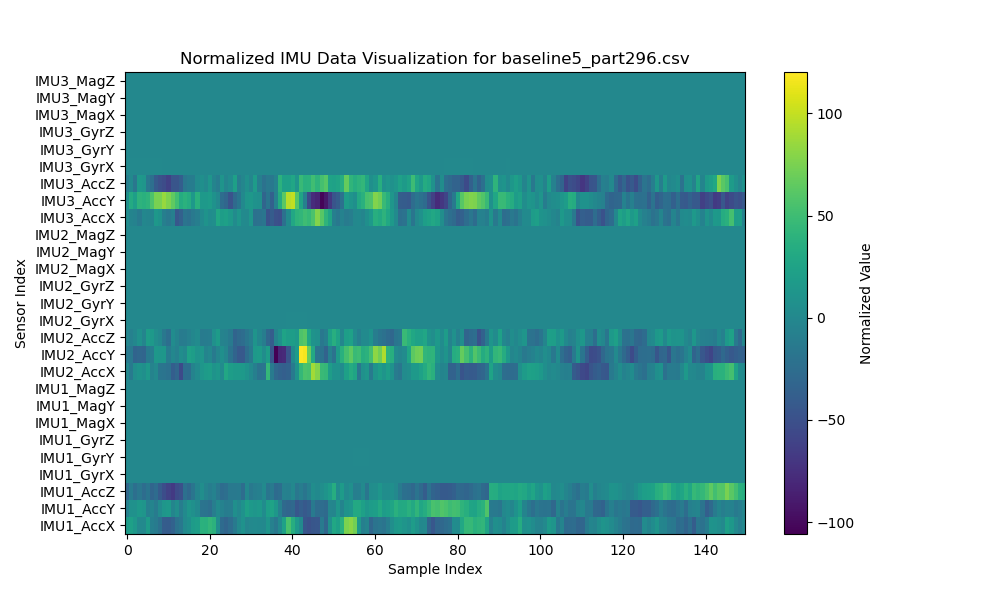 Normalized IMU Data Visualization for baseline5_part296.csv
IMU3_MagZ
IMU3_MagY
IMU3_MagX
IMU3_GyrZ
IMU3_GyrY
IMU3_GyrX
IMU3_AccZ
IMU3_AccY
IMU3_AccX
IMU2_MagZ
IMU2_MagY
IMU2_MagX
IMU2_GyrZ
IMU2_GyrY
IMU2_GyrX
IMU2_AccZ
IMU2_AccY
IMU2_AccX
IMU1_MagZ
IMU1_MagY
IMU1_MagX
IMU1_GyrZ
IMU1_GyrY
IMU1_GyrX
IMU1_AccZ
IMU1_AccY
IMU1_AccX
Sensor Index
0 20 40 60 80 100 120 140
Sample Index
100
50
0
−50
−100
Normalized Value